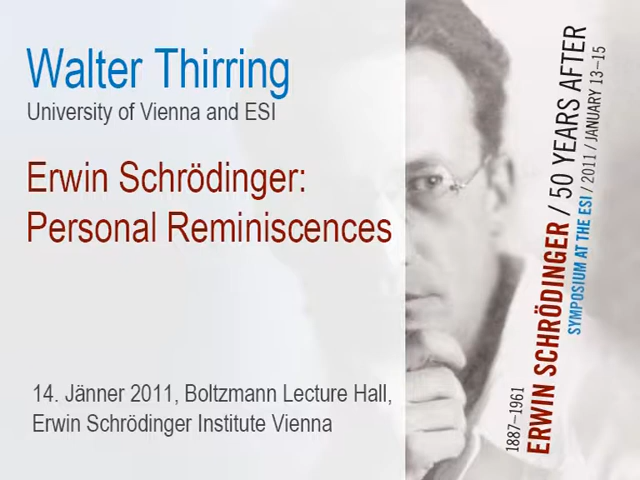 Walter Thirring
University of Vienna and ESI
Erwin Schrödinger:
Personal Reminiscences
14. Jänner 2011, Boltzmann Lecture Hall,
Erwin Schrödinger Institute Vienna
1887–1961
ERWIN SCHRÖDINGER / 50 YEARS AFTER
SYMPOSIUM AT THE ESI / 2011 / JANUARY 13–15